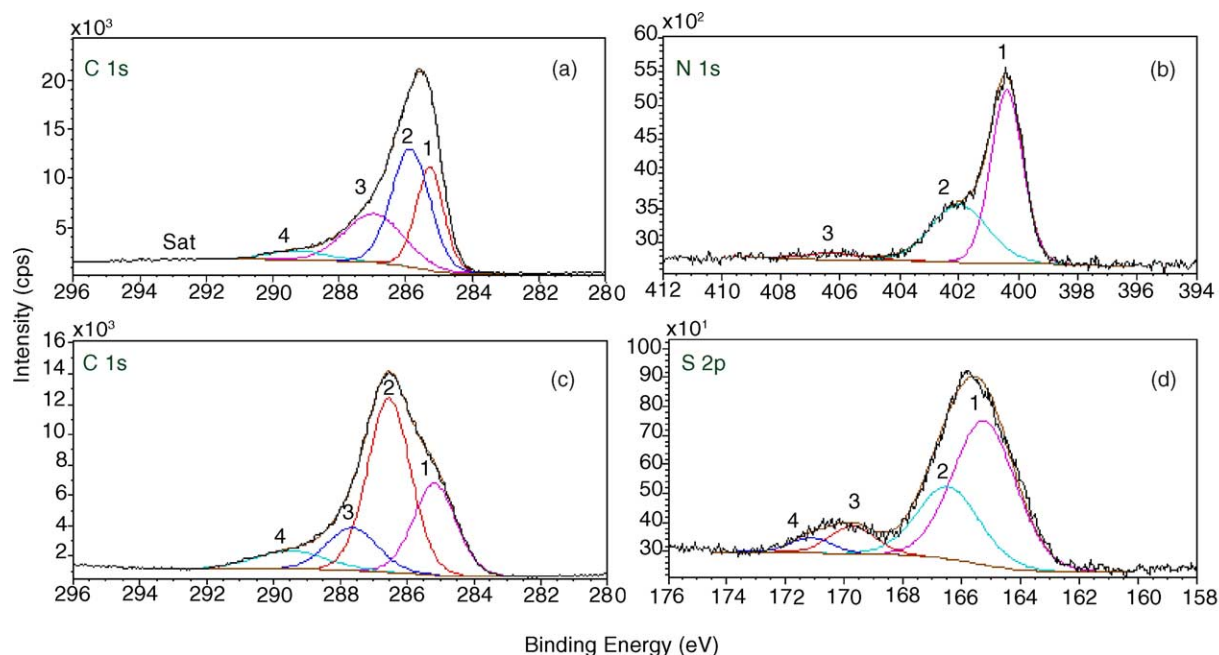 x10³
C 1s
(a)
20
15
10
5
1
2
3
4
Sat
296 294 292 290 288 286 284 282 280
x10²
N 1s
(b)
60
55
50
45
40
35
30
1
2
3
412 410 408 406 404 402 400 398 396 394
x10³
C 1s
(c)
16
14
12
10
8
6
4
2
2
1
3
4
296 294 292 290 288 286 284 282 280
x10¹
S 2p
(d)
100
90
80
70
60
50
40
30
1
2
3
4
176 174 172 170 168 166 164 162 160 158
Intensity (cps)
Binding Energy (eV)